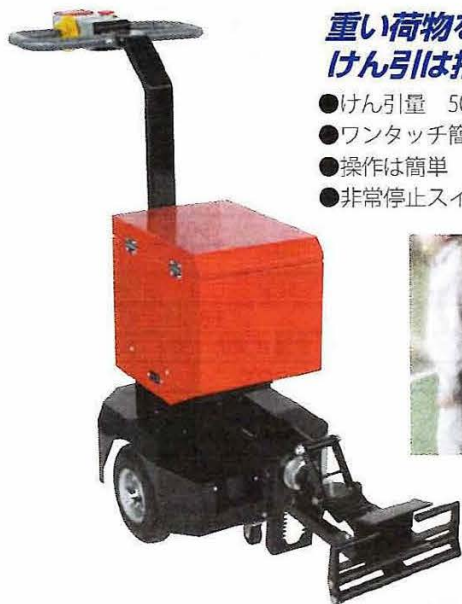 重い荷物を
けん引は
●けん引量 50
●ワンタッチ簡
●操作は簡単
●非常停止スイ